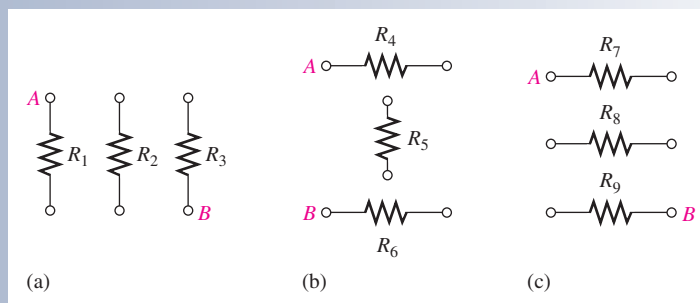 A R1 R2 R3 B
(a)
A R4
R5
B R6
(b)
A R7
R8
R9 B
(c)